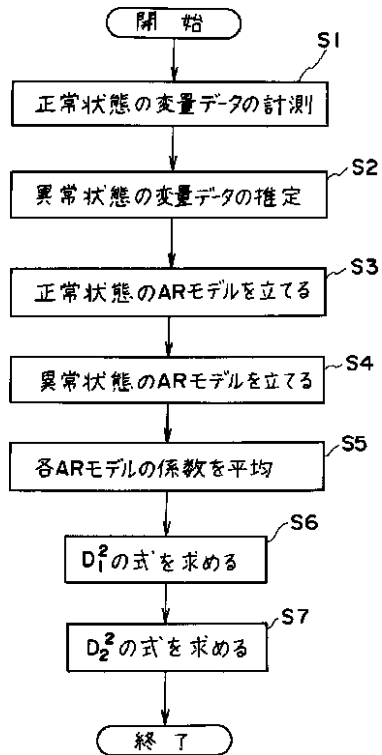 開始
S1
正常状態の変量データの計測
S2
異常状態の変量データの推定
S3
正常状態のARモデルを立てる
S4
異常状態のARモデルを立てる
S5
各ARモデルの係数を平均
S6
D₁²の式を求める
S7
D₂²の式を求める
終了